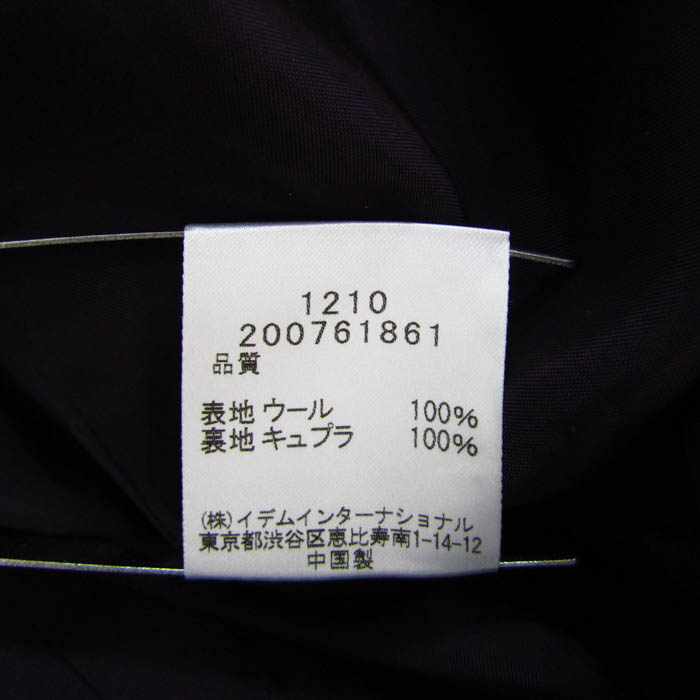 1210
200761861
品質
表地 ウール 100%
裏地 キュプラ 100%
(株)イデムインターナショナル
東京都渋谷区恵比寿南1-14-12
中国製